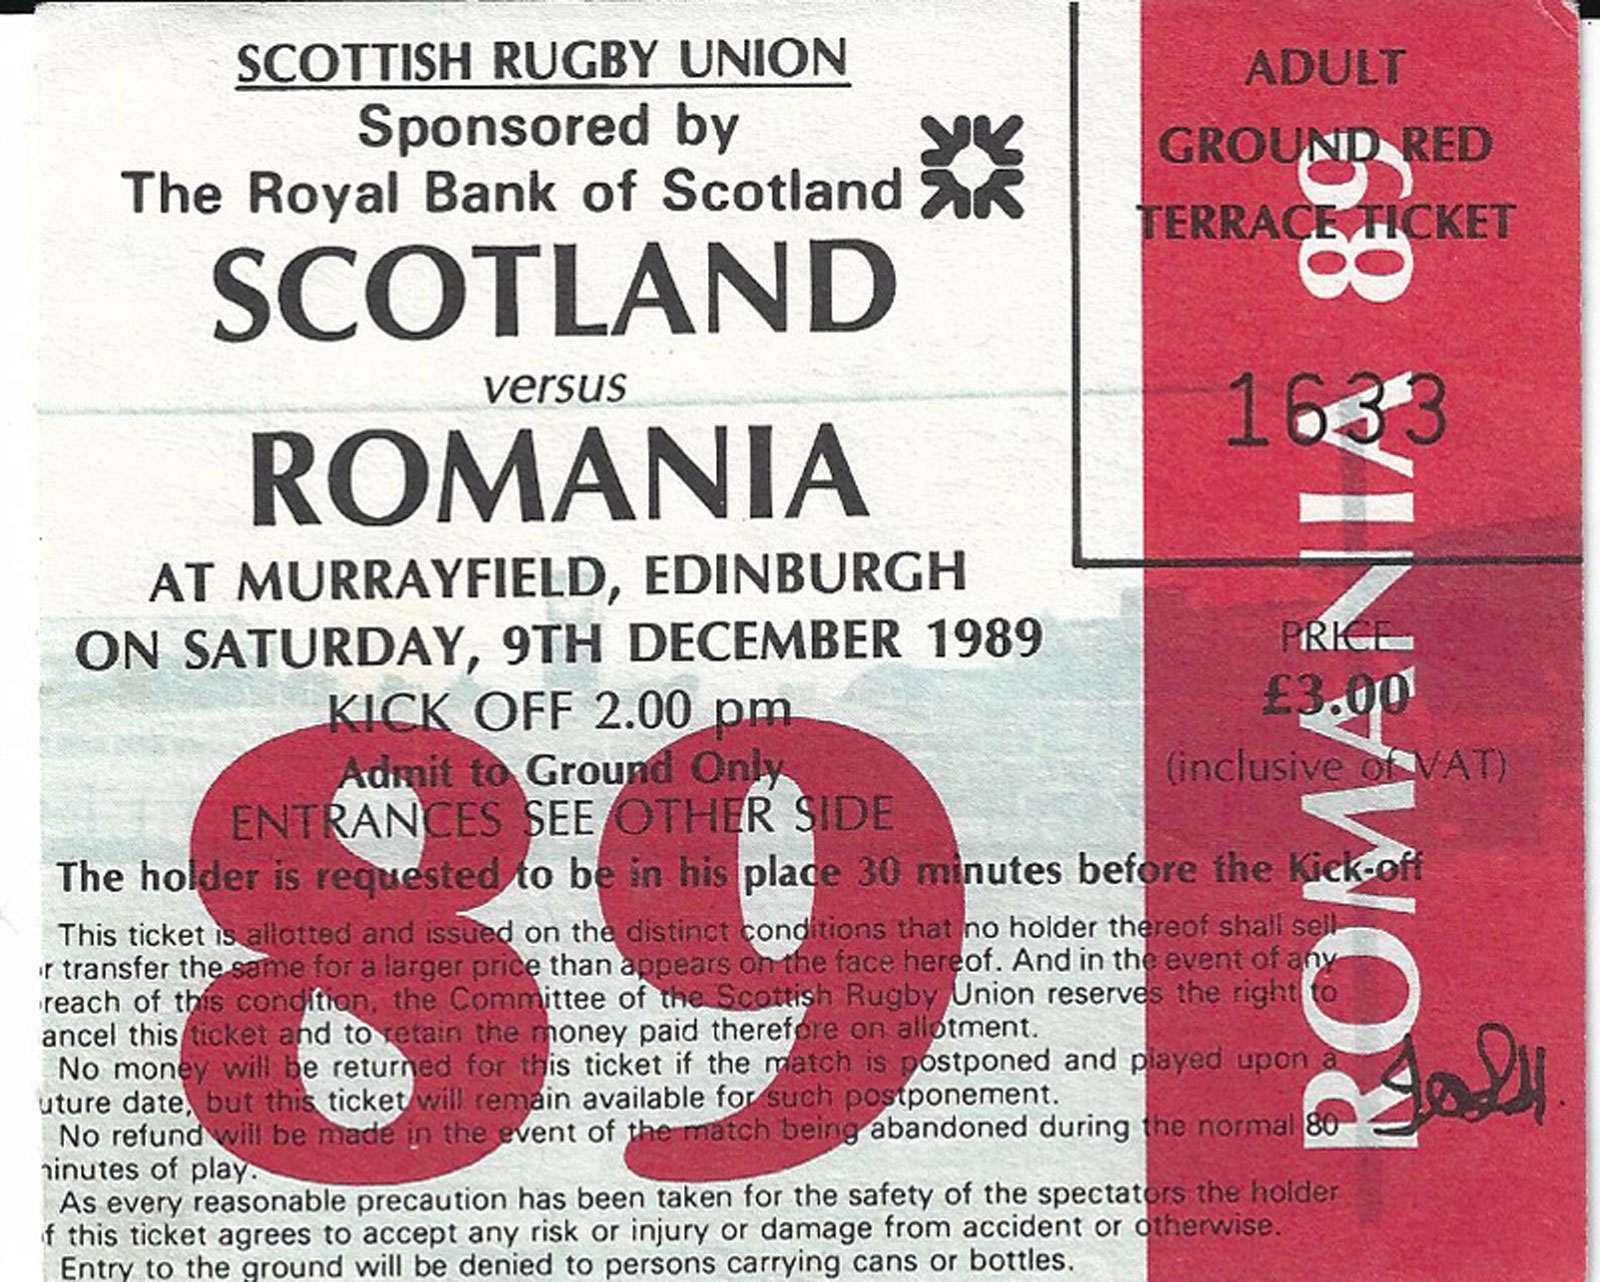 SCOTTISH RUGBY UNION
Sponsored by
The Royal Bank of Scotland
SCOTLAND
versus
ROMANIA
AT MURRAYFIELD, EDINBURGH
ON SATURDAY, 9TH DECEMBER 1989
KICK OFF 2.00 pm
Admit to Ground Only
ENTRANCES SEE OTHER SIDE
The holder is requested to be in his place 30 minutes before the Kick-off
This ticket is allotted and issued on the distinct conditions that no holder thereof shall sell
r transfer the same for a larger price than appears on the face hereof. And in the event of any
reach of this condition, the Committee of the Scottish Rugby Union reserves the right to
ancel this ticket and to retain the money paid therefore on allotment.
No money will be returned for this ticket if the match is postponed and played upon a
uture date, but this ticket will remain available for such postponement.
No refund will be made in the event of the match being abandoned during the normal 80
inutes of play.
As every reasonable precaution has been taken for the safety of the spectators the holder
f this ticket agrees to accept any risk or injury or damage from accident or otherwise.
Entry to the ground will be denied to persons carrying cans or bottles.
89
ADULT
GROUND RED
TERRACE TICKET
1633
PRICE
£3.00
(inclusive of VAT)
ROMANIA 89